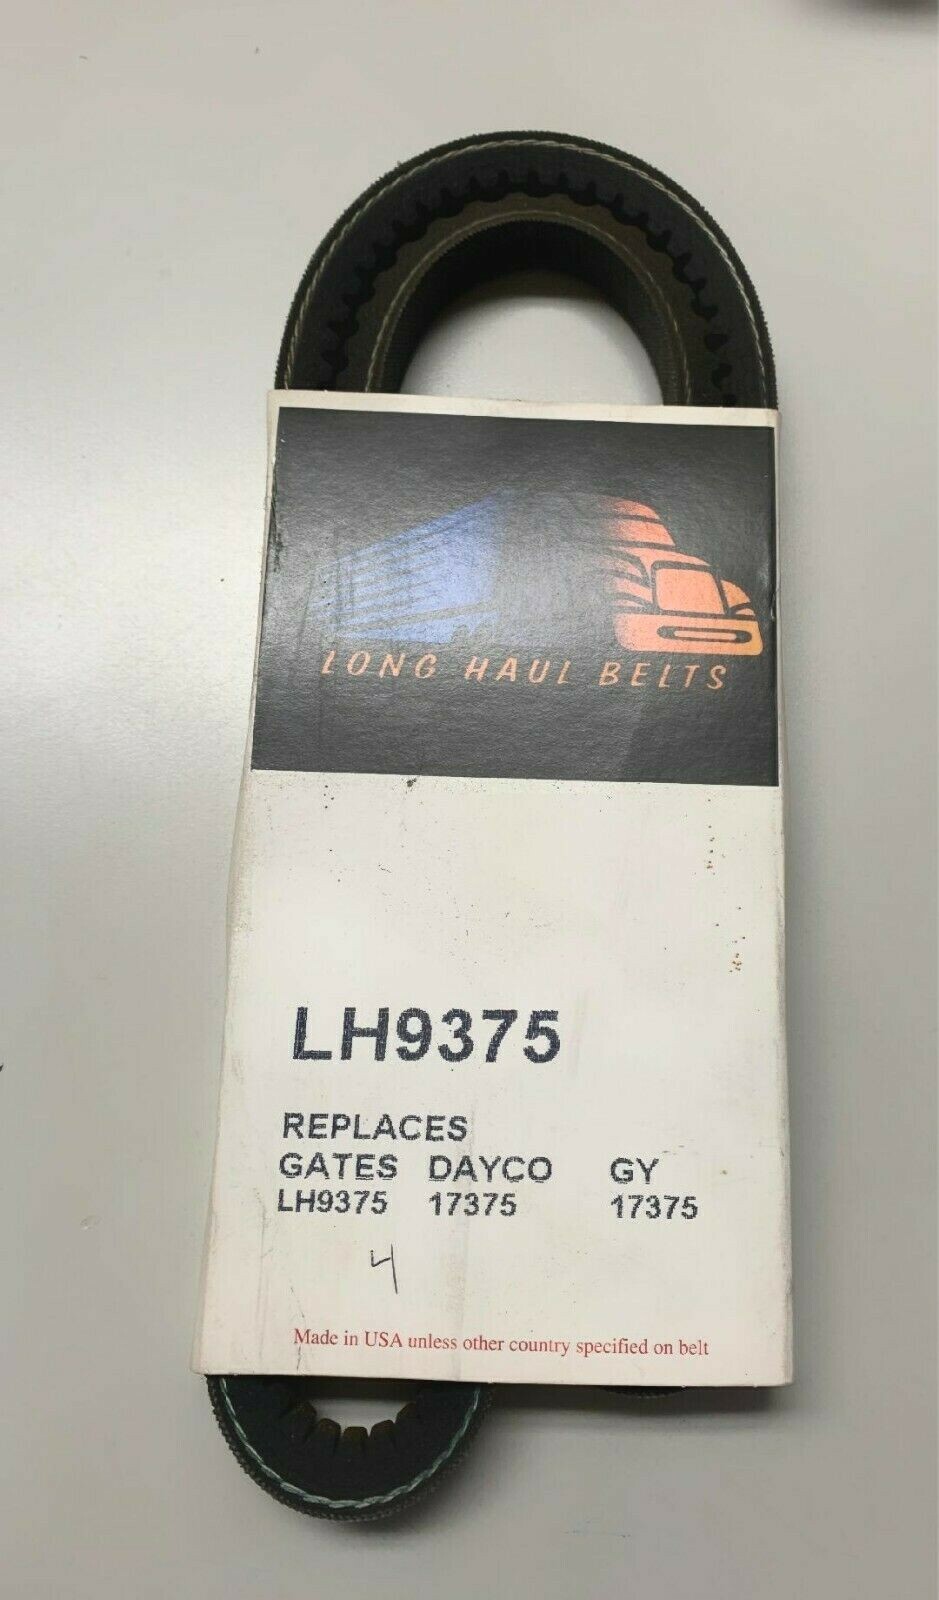 LONG HAUL BELTS
LH9375
REPLACES
GATES DAYCO GY
LH9375 17375 17375
4
Made in USA unless other country specified on belt